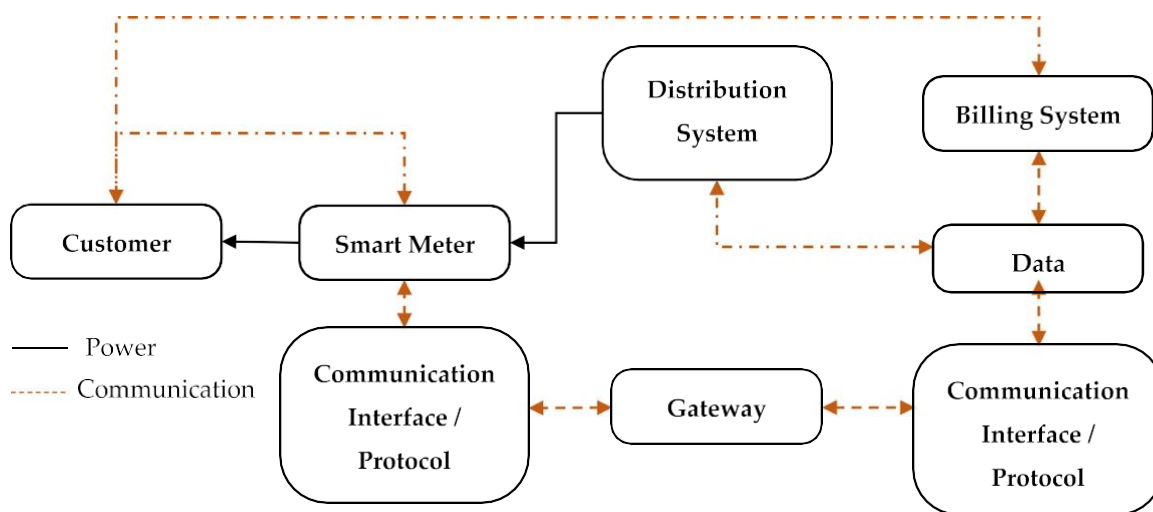 Distribution
System
Billing System
Customer
Smart Meter
Data
Power
Communication
Communication
Interface /
Protocol
Gateway
Communication
Interface /
Protocol